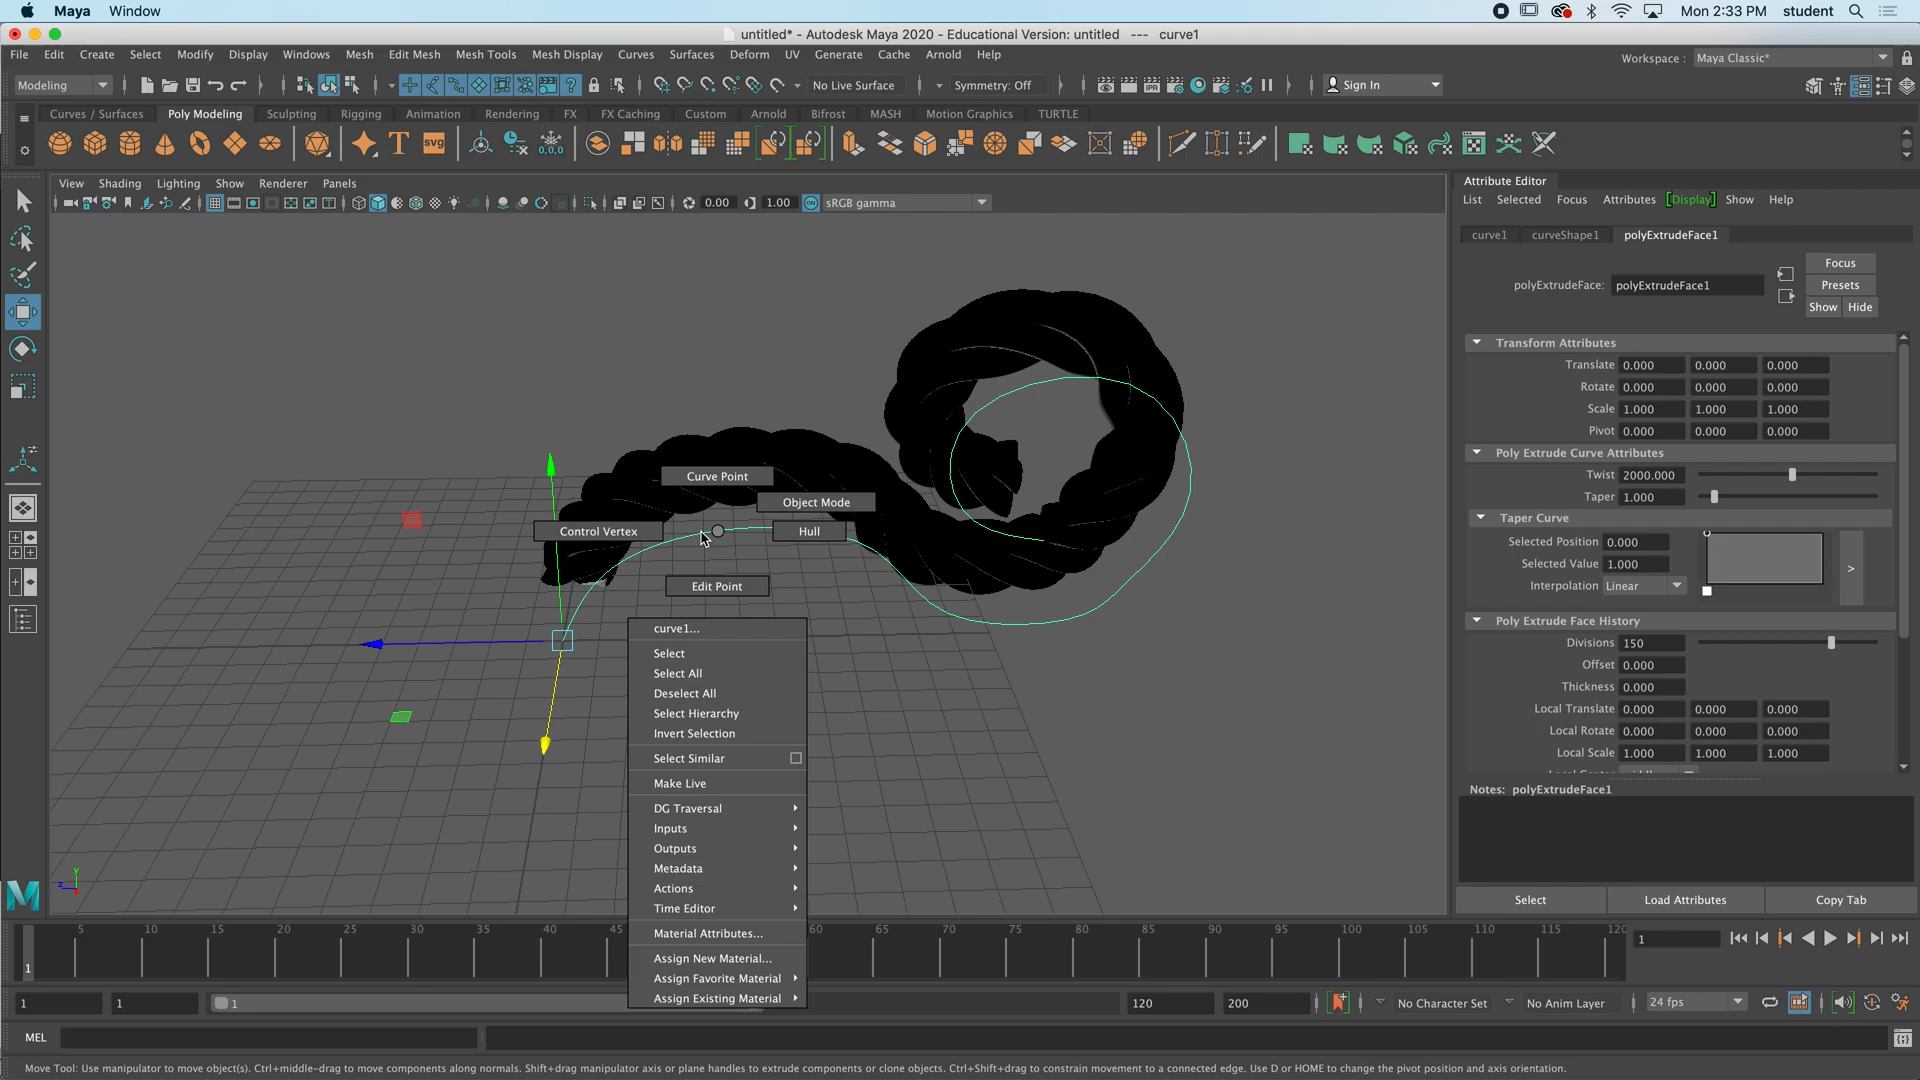 Maya Window Mon 2:33 PM student
untitled* - Autodesk Maya 2020 - Educational Version: untitled --- curve1
File Edit Create Select Modify Display Windows Mesh Edit Mesh Mesh Tools Mesh Display Curves Surfaces Deform UV Generate Cache Arnold Help
Workspace : Maya Classic*
Modeling No Live Surface Symmetry: Off Sign In
Curves / Surfaces Poly Modeling Sculpting Rigging Animation Rendering FX FX Caching Custom Arnold Bifrost MASH Motion Graphics TURTLE
T SVG 0,0,0
View Shading Lighting Show Renderer Panels
0.00 1.00 ON sRGB gamma
Attribute Editor
List Selected Focus Attributes Display Show Help
curve1 curveShape1 polyExtrudeFace1
Focus
polyExtrudeFace: polyExtrudeFace1 Presets
Show Hide
Transform Attributes
Translate 0.000 0.000 0.000
Rotate 0.000 0.000 0.000
Scale 1.000 1.000 1.000
Pivot 0.000 0.000 0.000
Poly Extrude Curve Attributes
Twist 2000.000
Taper 1.000
Taper Curve
Selected Position 0.000
Selected Value 1.000
>
Interpolation Linear
Poly Extrude Face History
Divisions 150
Offset 0.000
Thickness 0.000
Local Translate 0.000 0.000 0.000
Local Rotate 0.000 0.000 0.000
Local Scale 1.000 1.000 1.000
Notes: polyExtrudeFace1
Select Load Attributes Copy Tab
Curve Point
Object Mode
Control Vertex Hull
Edit Point
curve1...
Select
Select All
Deselect All
Select Hierarchy
Invert Selection
Select Similar
Make Live
DG Traversal
Inputs
Outputs
Metadata
Actions
Time Editor
Material Attributes...
Assign New Material...
Assign Favorite Material
Assign Existing Material
y
z
M
5 10 15 20 25 30 35 40 45 60 65 70 75 80 85 90 95 100 105 110 115 120
1
1
1 1 1 120 200 No Character Set No Anim Layer 24 fps
MEL
Move Tool: Use manipulator to move object(s). Ctrl+middle-drag to move components along normals. Shift+drag manipulator axis or plane handles to extrude components or clone objects. Ctrl+Shift+drag to constrain movement to a connected edge. Use D or HOME to change the pivot position and axis orientation.